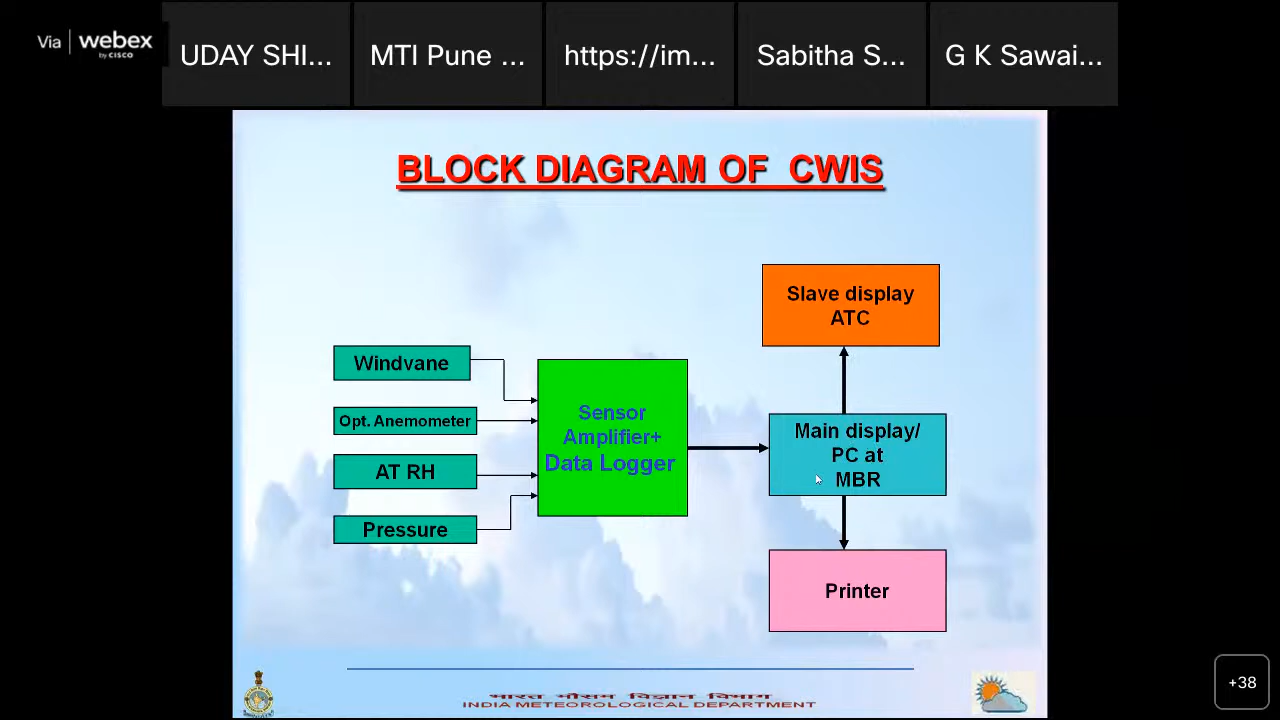 Via webex
by CISCO
UDAY SHI...
MTI Pune ...
https://im...
Sabitha S...
G K Sawai...
BLOCK DIAGRAM OF CWIS
Slave display
ATC
Windvane
Opt. Anemometer
AT RH
Pressure
Sensor
Amplifier+
Data Logger
Main display/
PC at
MBR
Printer
भारत मौसम विज्ञान विभाग
INDIA METEOROLOGICAL DEPARTMENT
+38